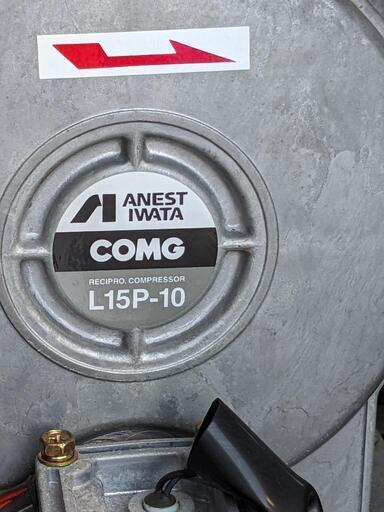 ANEST
IWATA
COMG
RECIPRO. COMPRESSOR
L15P-10